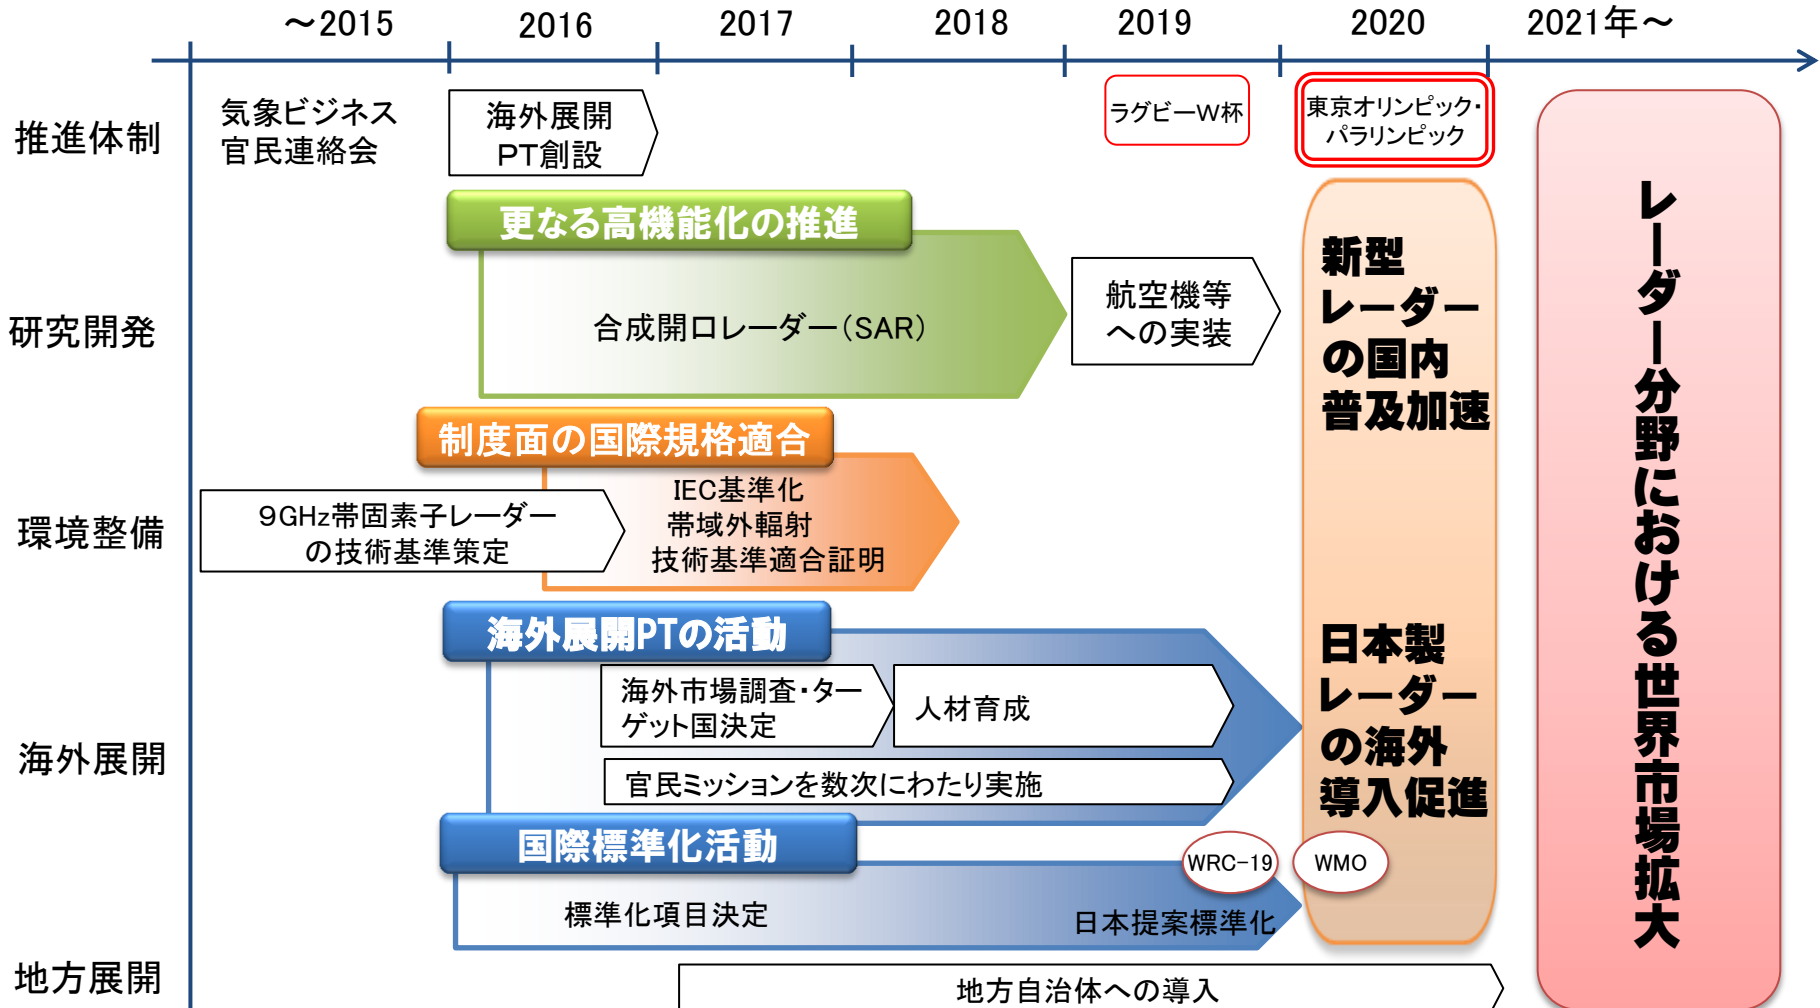 ～2015
2016
2017
2018
2019
2020
2021年～
推進体制
気象ビジネス
官民連絡会
海外展開
PT創設
ラグビーW杯
東京オリンピック・
パラリンピック
研究開発
更なる高機能化の推進
合成開口レーダー（SAR）
航空機等
への実装
新型
レーダー
の国内
普及加速
環境整備
制度面の国際規格適合
9GHz帯固素子レーダー
の技術基準策定
IEC基準化
帯域外輻射
技術基準適合証明
海外展開
海外展開PTの活動
海外市場調査・ター
ゲット国決定
人材育成
官民ミッションを数次にわたり実施
日本製
レーダー
の海外
導入促進
国際標準化活動
標準化項目決定
WRC-19
WMO
日本提案標準化
地方展開
地方自治体への導入
レーダー分野における世界市場拡大